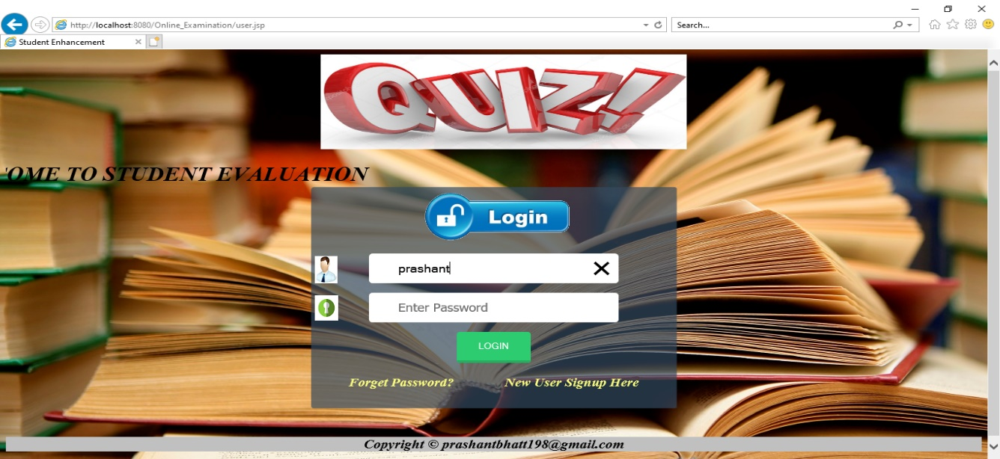 http://localhost:8080/Online_Examination/user.jsp
Search...
Student Enhancement
QUIZ!
'OME TO STUDENT EVALUATION
Login
prashant
Enter Password
LOGIN
Forget Password? New User Signup Here
Copyright © prashantbhatt198@gmail.com